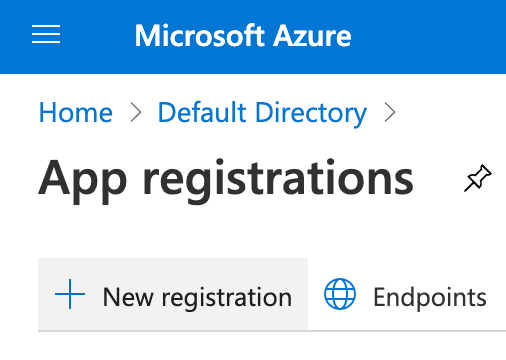 Microsoft Azure
Home > Default Directory >
App registrations
+ New registration Endpoints